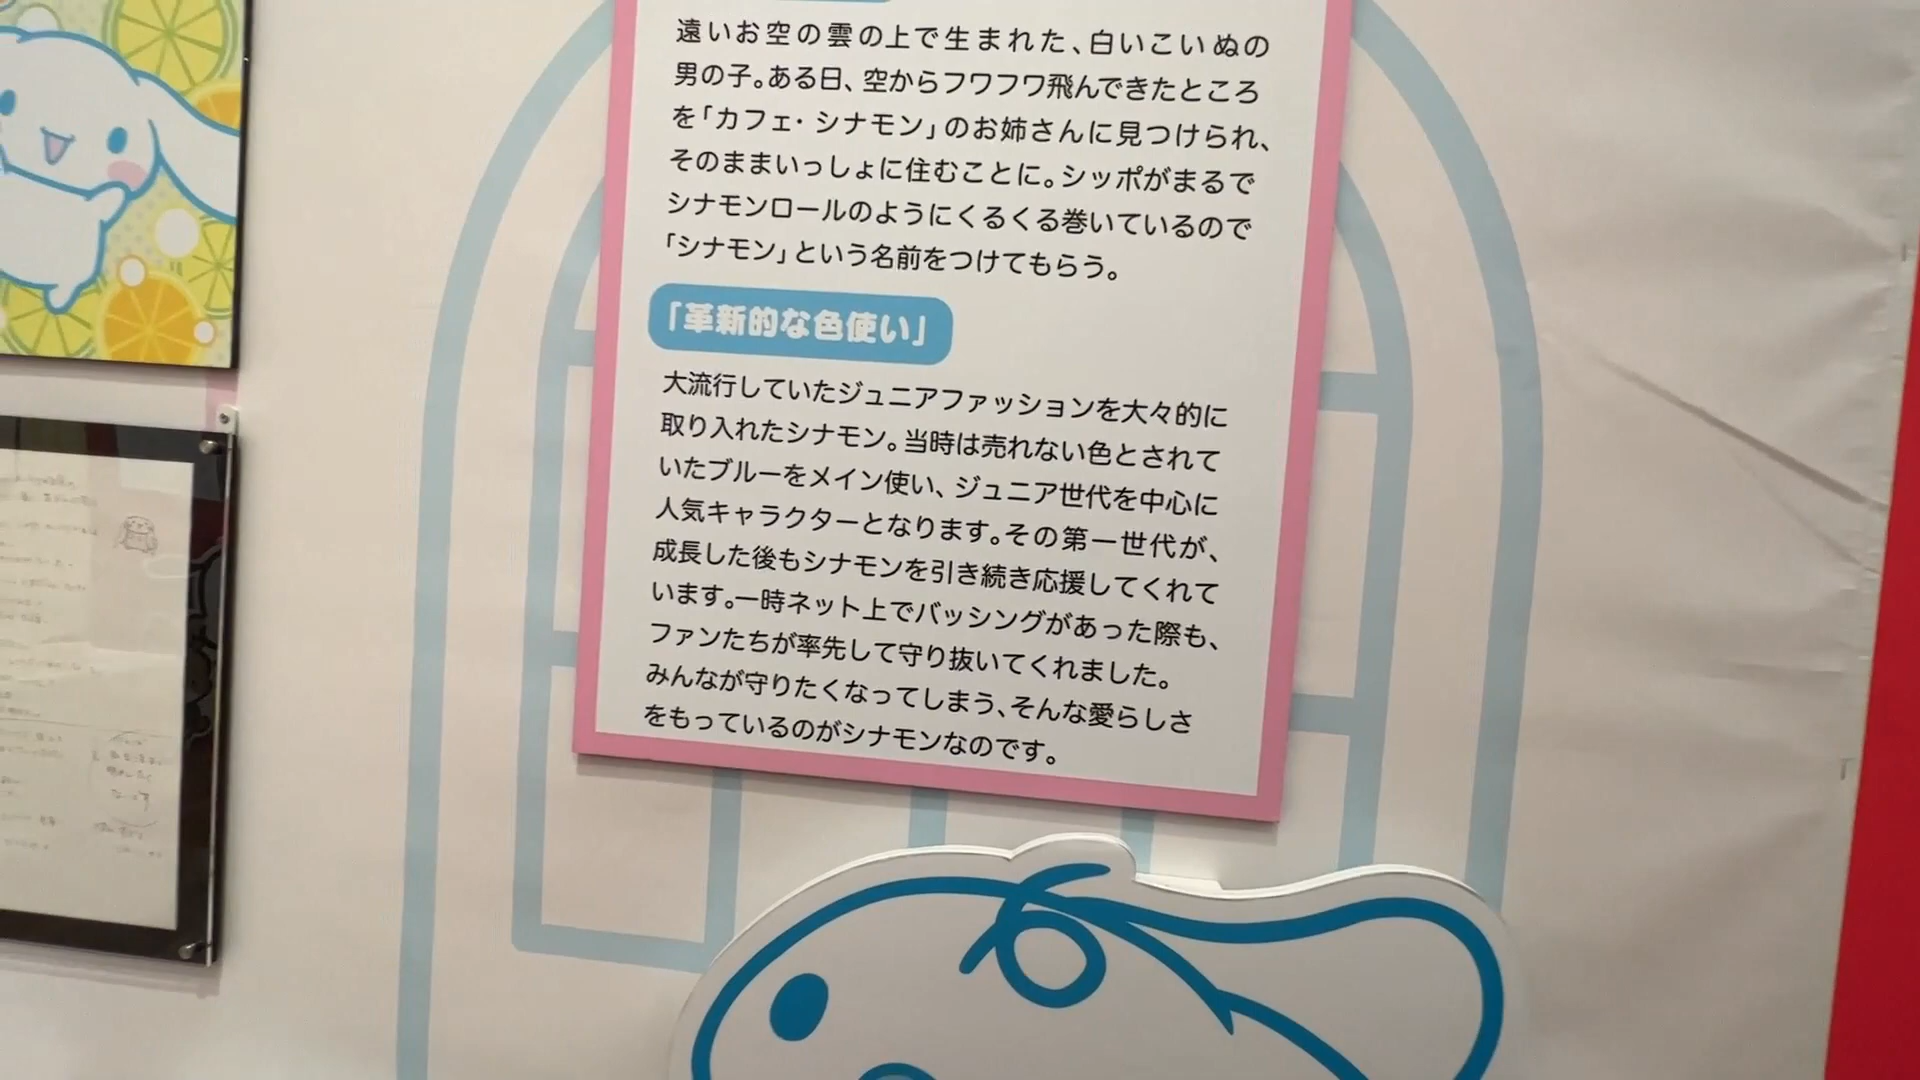 遠いお空の雲の上で生まれた、白いこいぬの
男の子。ある日、空からフワフワ飛んできたところ
を「カフェ・シナモン」のお姉さんに見つけられ、
そのままいっしょに住むことに。シッポがまるで
シナモンロールのようにくるくる巻いているので
「シナモン」という名前をつけてもらう。
「革新的な色使い」
大流行していたジュニアファッションを大々的に
取り入れたシナモン。当時は売れない色とされて
いたブルーをメイン使い、ジュニア世代を中心に
人気キャラクターとなります。その第一世代が、
成長した後もシナモンを引き続き応援してくれて
います。一時ネット上でバッシングがあった際も、
ファンたちが率先して守り抜いてくれました。
みんなが守りたくなってしまう、そんな愛らしさ
をもっているのがシナモンなのです。